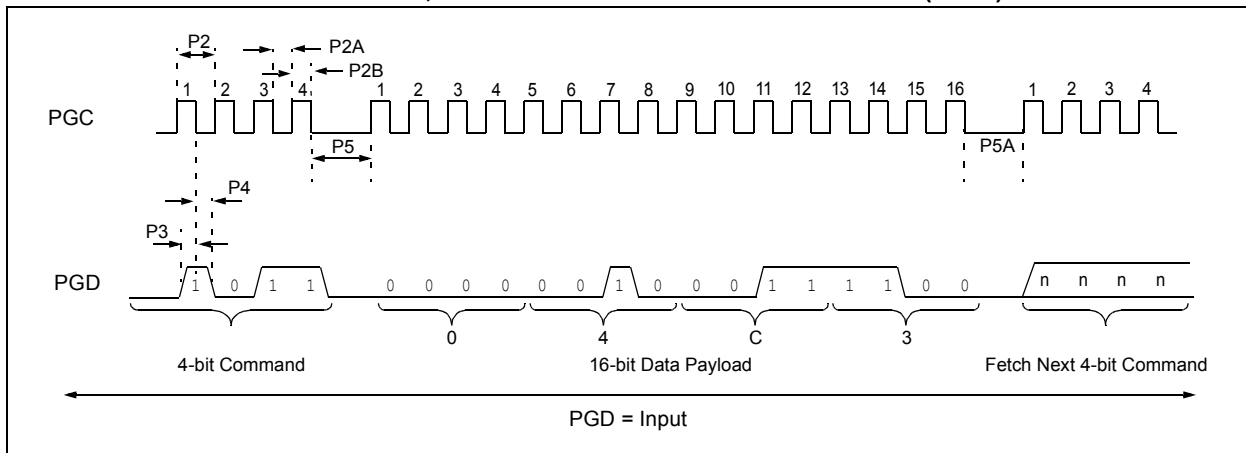 P2
P2A
P2B
1 2 3 4 1 2 3 4 5 6 7 8 9 10 11 12 13 14 15 16 1 2 3 4
PGC
P5
P5A
P4
P3
PGD
1 0 1 1 0 0 0 0 0 0 1 0 0 0 1 1 1 1 0 0 n n n n
0 4 C 3
4-bit Command 16-bit Data Payload Fetch Next 4-bit Command
PGD = Input